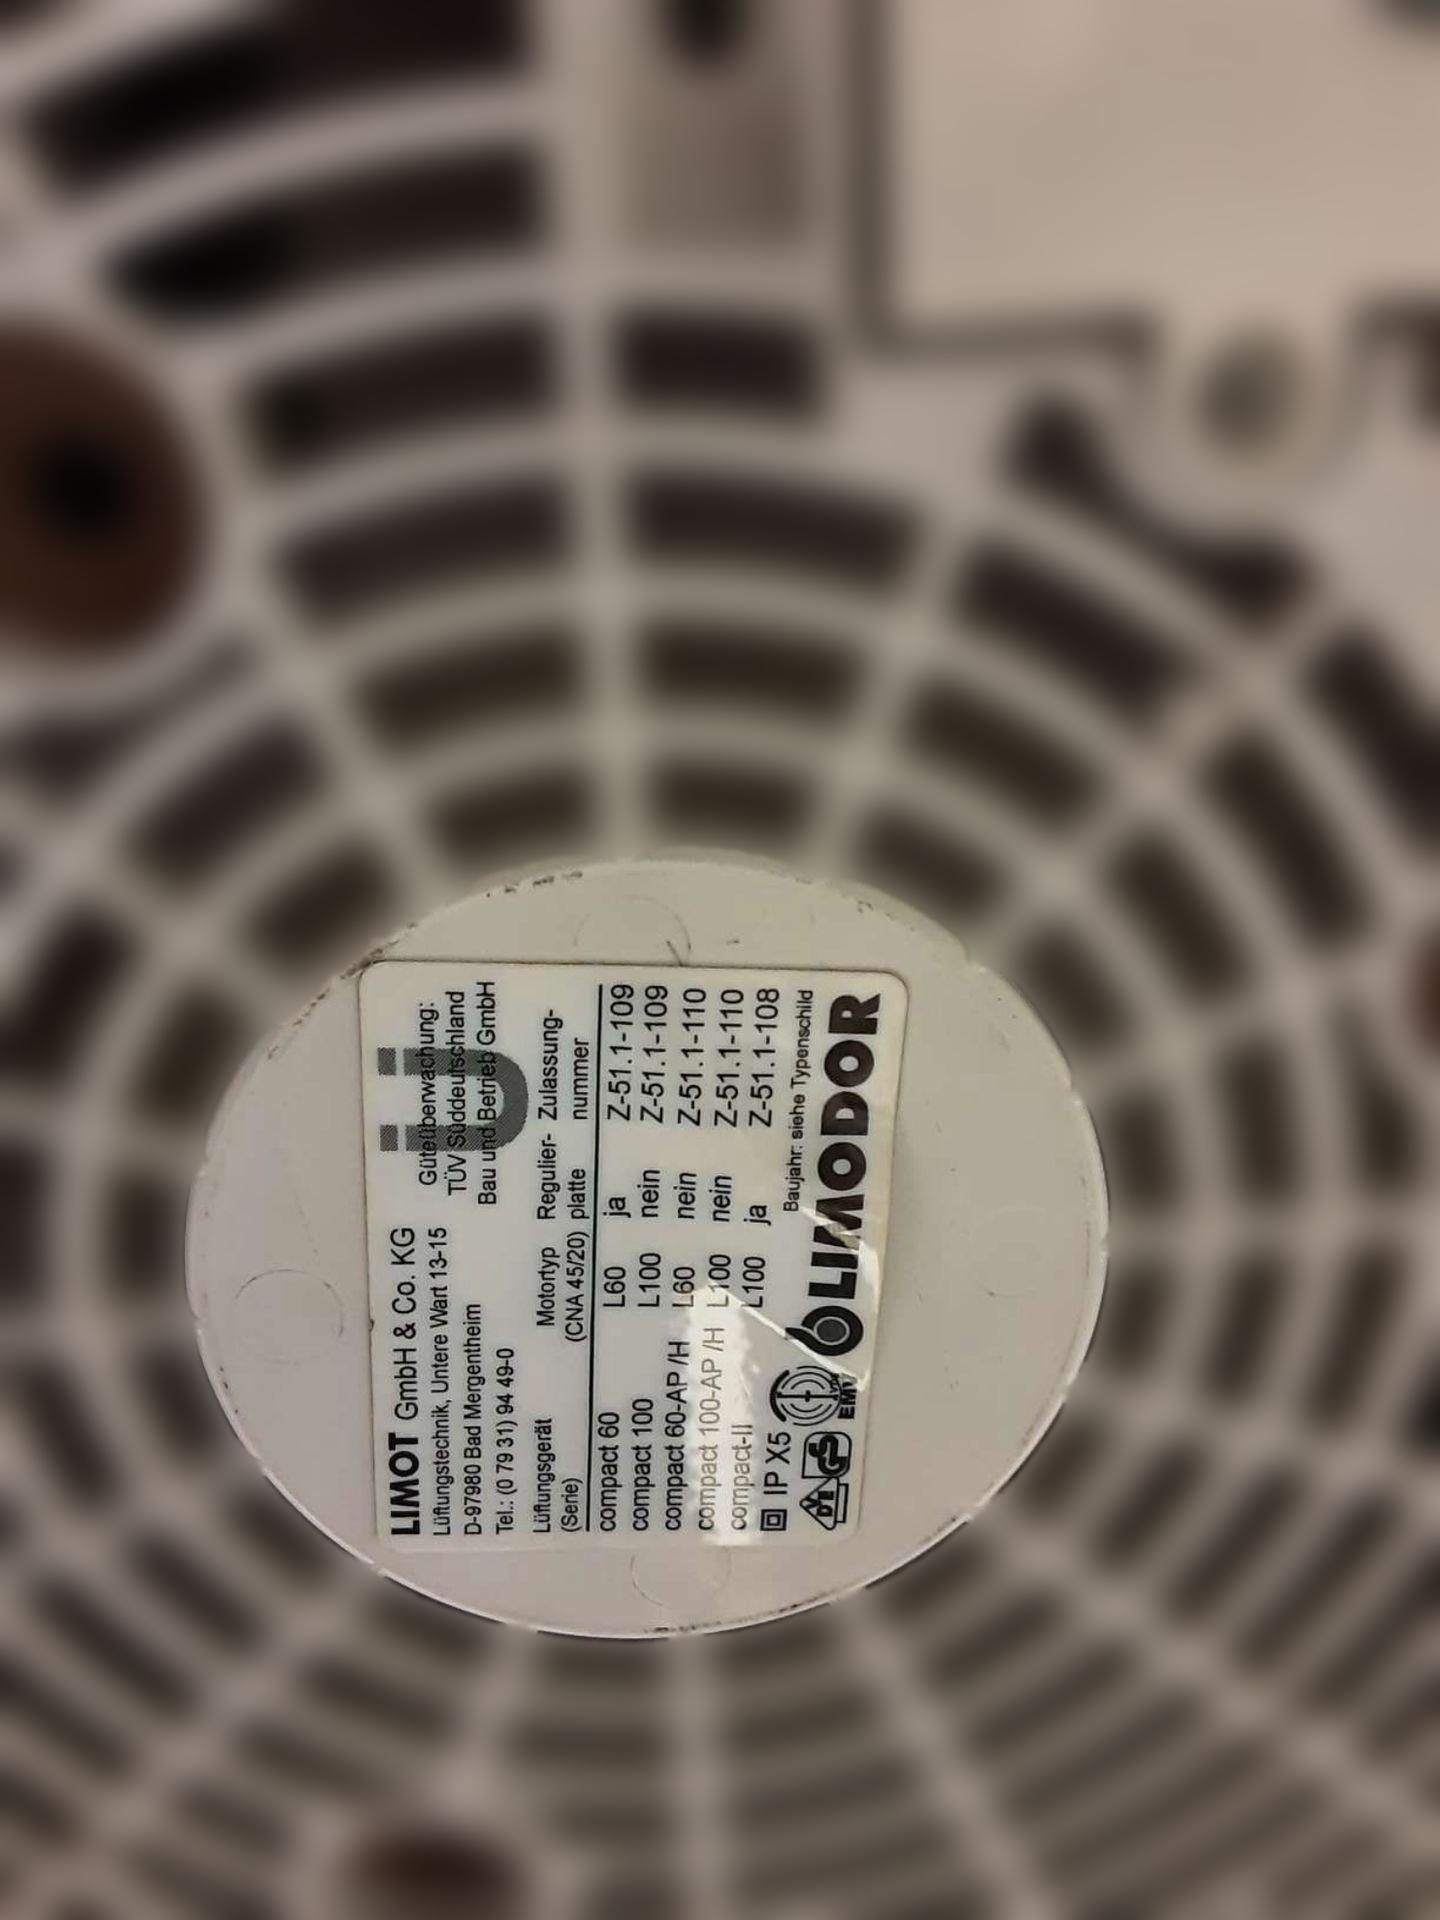 LIMOT GmbH & Co. KG
Lüftungstechnik, Untere Wart 13-15
D-97980 Bad Mergentheim
Tel.: (0 79 31) 94 49-0
Ü
Güteüberwachung:
TÜV Süddeutschland
Bau und Betrieb GmbH
Lüftungsgerät Motortyp Regulier- Zulassung-
(Serie) (CNA 45/20) platte nummer
compact 60 L60 ja Z-51.1-109
compact 100 L100 nein Z-51.1-109
compact 60-AP /H L60 nein Z-51.1-110
compact 100-AP /H L100 nein Z-51.1-110
compact-II L100 ja Z-51.1-108
IP X5 Baujahr: siehe Typenschild
VDE GS EMV LIMODOR